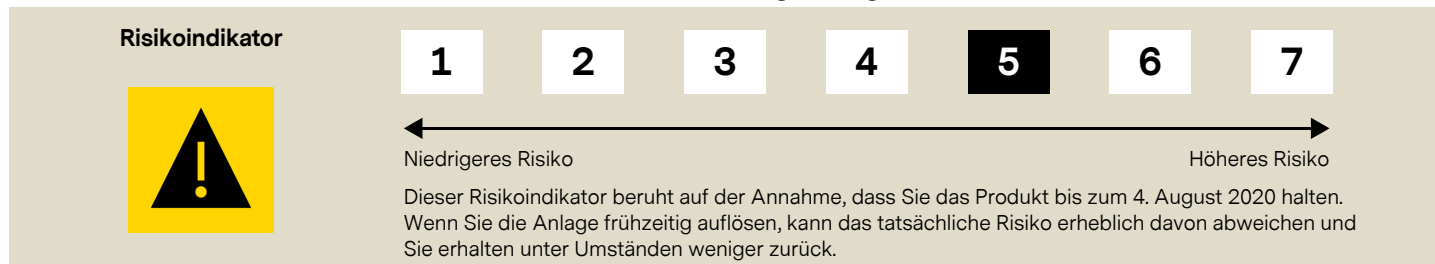 Risikoindikator
1 2 3 4 5 6 7
Niedrigeres Risiko Höheres Risiko
Dieser Risikoindikator beruht auf der Annahme, dass Sie das Produkt bis zum 4. August 2020 halten.
Wenn Sie die Anlage frühzeitig auflösen, kann das tatsächliche Risiko erheblich davon abweichen und
Sie erhalten unter Umständen weniger zurück.